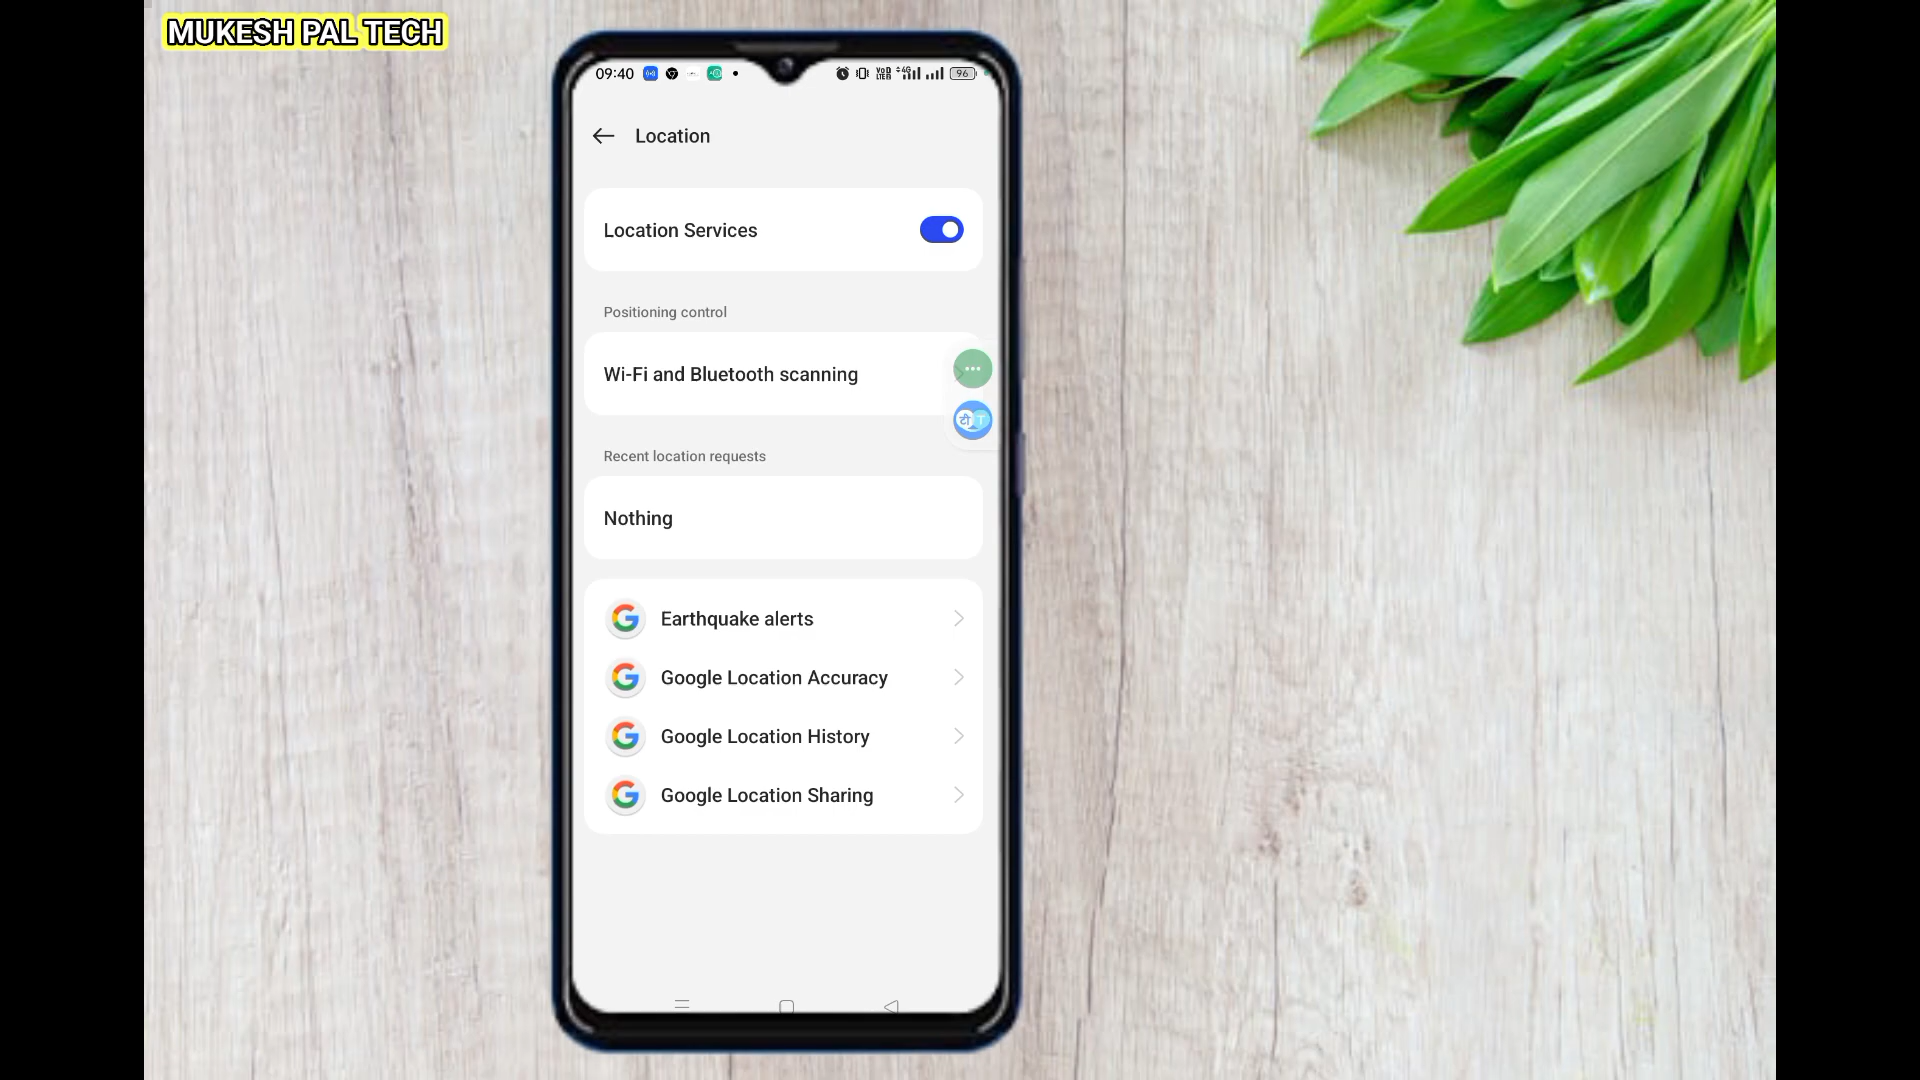 MUKESH PAL TECH
09:40
96
Location
Location Services
Positioning control
Wi-Fi and Bluetooth scanning
Recent location requests
Nothing
Earthquake alerts
Google Location Accuracy
Google Location History
Google Location Sharing